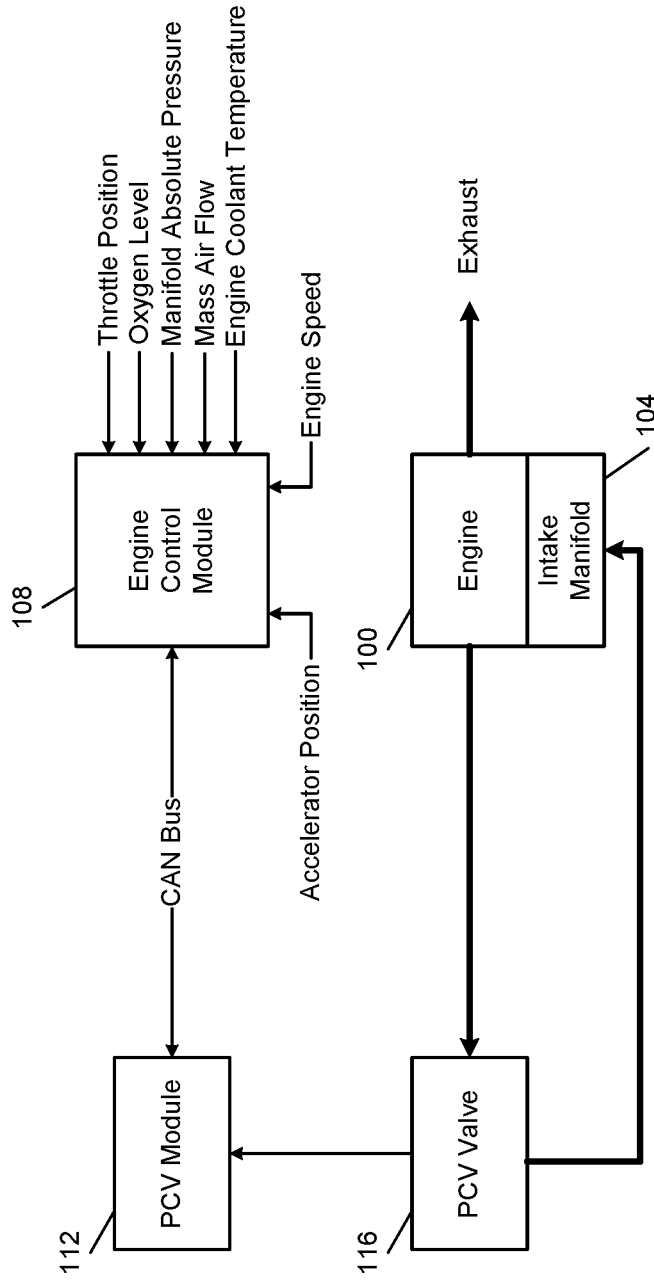 112
PCV Module
CAN Bus
108
Engine
Control
Module
Throttle Position
Oxygen Level
Manifold Absolute Pressure
Mass Air Flow
Engine Coolant Temperature
Accelerator Position
Engine Speed
116
PCV Valve
100
Engine
Intake
Manifold
104
Exhaust